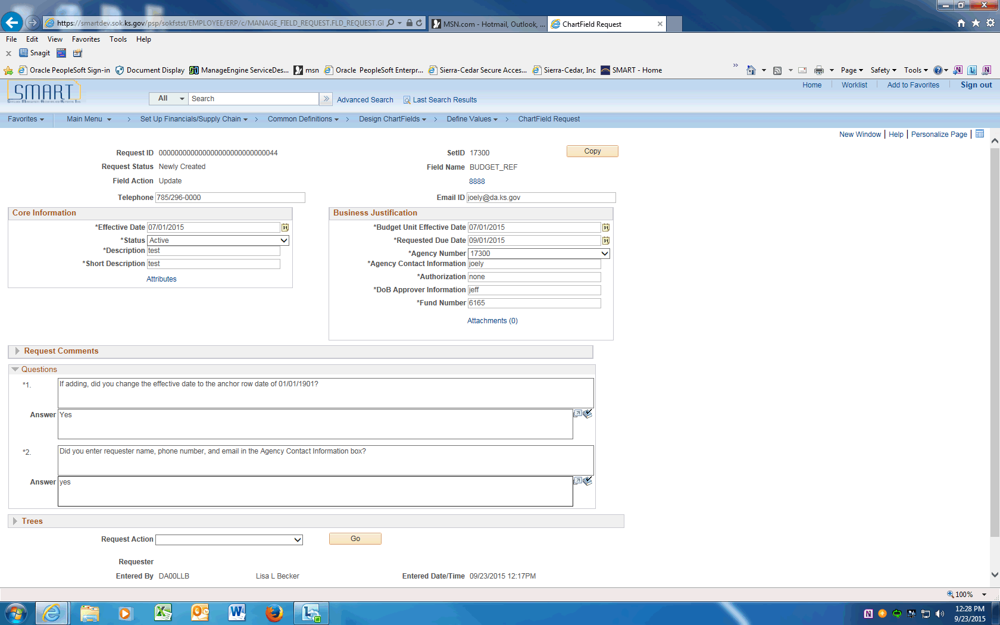 https://smartdev.sok.ks.gov/psp/sokfstst/EMPLOYEE/ERP/c/MANAGE_FIELD_REQUEST.FLD_REQUEST.GI
MSN.com - Hotmail, Outlook, ...
ChartField Request
File Edit View Favorites Tools Help
x Snagit
Oracle PeopleSoft Sign-in Document Display ManageEngine ServiceDes... msn Oracle PeopleSoft Enterpr... Sierra-Cedar Secure Acces... Sierra-Cedar, Inc SMART - Home » Page Safety Tools
SMART
Home Worklist Add to Favorites Sign out
All Search Advanced Search Last Search Results
Favorites Main Menu > Set Up Financials/Supply Chain > Common Definitions > Design ChartFields > Define Values > ChartField Request
New Window | Help | Personalize Page |
Request ID 0000000000000000000000000000044 SetID 17300 Copy
Request Status Newly Created Field Name BUDGET_REF
Field Action Update 8888
Telephone 785/296-0000 Email ID joely@da.ks.gov
Core Information
*Effective Date 07/01/2015
*Status Active
*Description test
*Short Description test
Attributes
Business Justification
*Budget Unit Effective Date 07/01/2015
*Requested Due Date 09/01/2015
*Agency Number 17300
*Agency Contact Information joely
*Authorization none
*DoB Approver Information jeff
*Fund Number 6165
Attachments (0)
Request Comments
Questions
*1. If adding, did you change the effective date to the anchor row date of 01/01/1901?
Answer Yes
*2. Did you enter requester name, phone number, and email in the Agency Contact Information box?
Answer yes
Trees
Request Action Go
Requester
Entered By DA00LLB Lisa L Becker Entered Date/Time 09/23/2015 12:17PM
100%
12:28 PM
9/23/2015